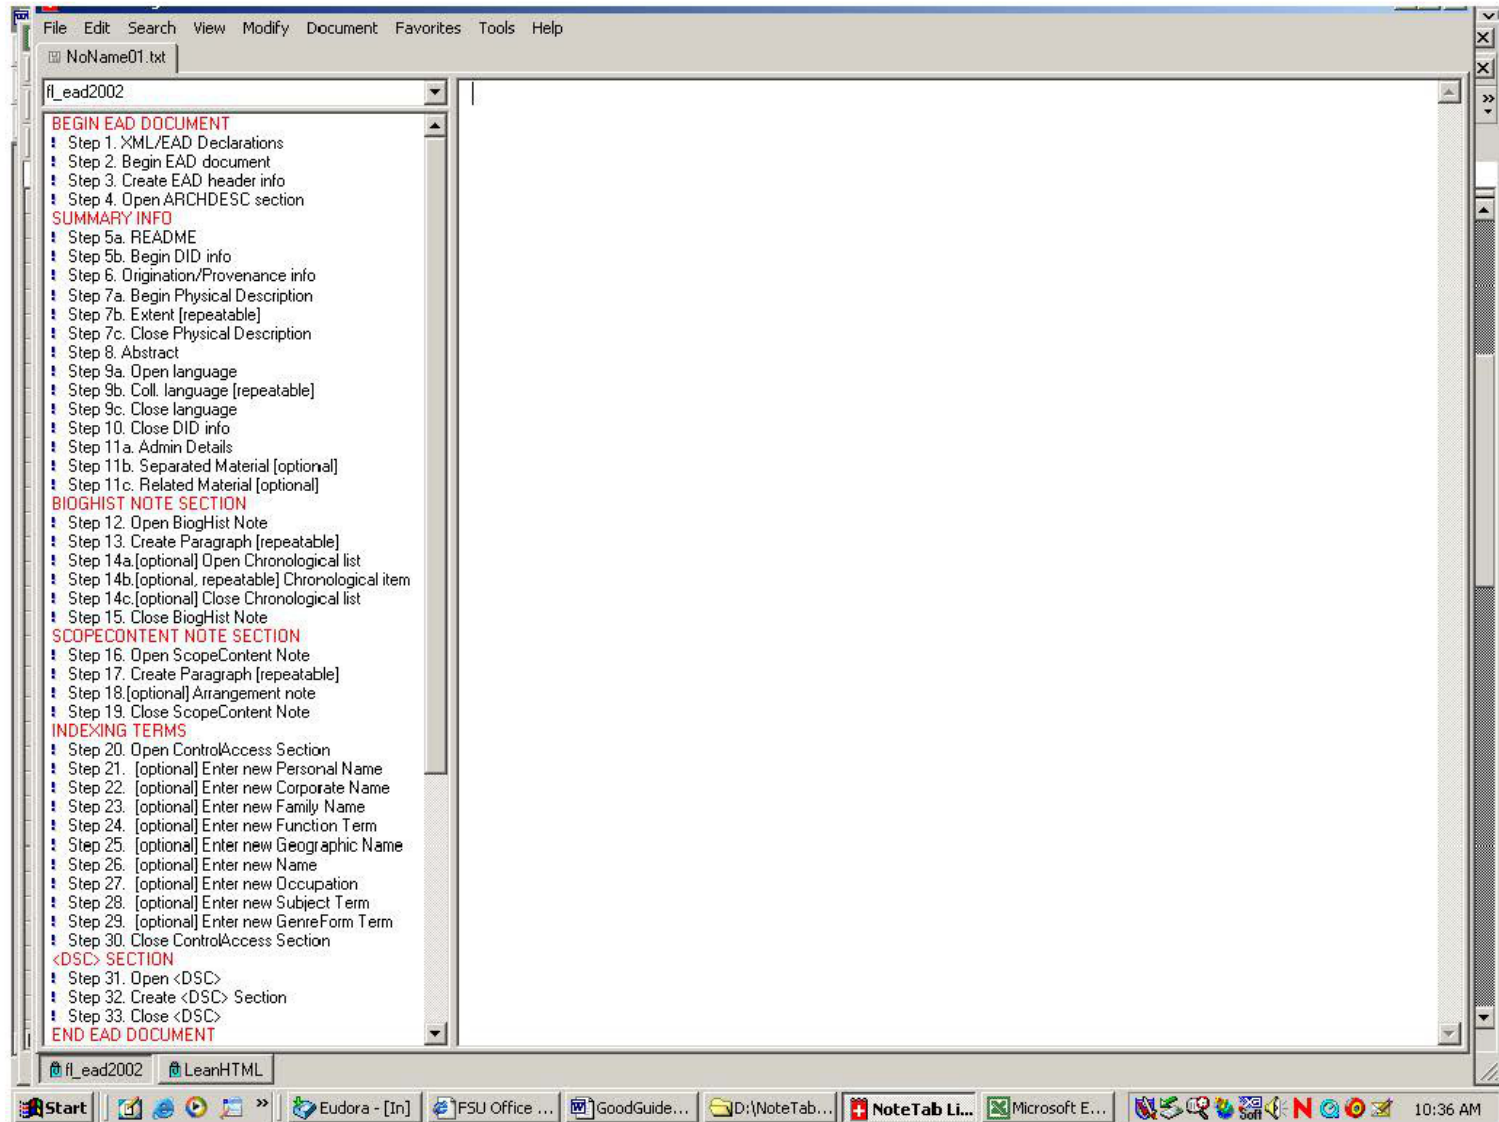 File Edit Search View Modify Document Favorites Tools Help
NoName01.txt
fl_ead2002
BEGIN EAD DOCUMENT
Step 1. XML/EAD Declarations
Step 2. Begin EAD document
Step 3. Create EAD header info
Step 4. Open ARCHDESC section
SUMMARY INFO
Step 5a. README
Step 5b. Begin DID info
Step 6. Origination/Provenance info
Step 7a. Begin Physical Description
Step 7b. Extent [repeatable]
Step 7c. Close Physical Description
Step 8. Abstract
Step 9a. Open language
Step 9b. Coll. language [repeatable]
Step 9c. Close language
Step 10. Close DID info
Step 11a. Admin Details
Step 11b. Separated Material [optional]
Step 11c. Related Material [optional]
BIOGHIST NOTE SECTION
Step 12. Open BiogHist Note
Step 13. Create Paragraph [repeatable]
Step 14a.[optional] Open Chronological list
Step 14b.[optional, repeatable] Chronological item
Step 14c.[optional] Close Chronological list
Step 15. Close BiogHist Note
SCOPECONTENT NOTE SECTION
Step 16. Open ScopeContent Note
Step 17. Create Paragraph [repeatable]
Step 18.[optional] Arrangement note
Step 19. Close ScopeContent Note
INDEXING TERMS
Step 20. Open ControlAccess Section
Step 21. [optional] Enter new Personal Name
Step 22. [optional] Enter new Corporate Name
Step 23. [optional] Enter new Family Name
Step 24. [optional] Enter new Function Term
Step 25. [optional] Enter new Geographic Name
Step 26. [optional] Enter new Name
Step 27. [optional] Enter new Occupation
Step 28. [optional] Enter new Subject Term
Step 29. [optional] Enter new GenreForm Term
Step 30. Close ControlAccess Section
<DSC> SECTION
Step 31. Open <DSC>
Step 32. Create <DSC> Section
Step 33. Close <DSC>
END EAD DOCUMENT
fl_ead2002 LeanHTML
Start Eudora - [In] FSU Office ... GoodGuide... D:\NoteTab... NoteTab Li... Microsoft E... 10:36 AM